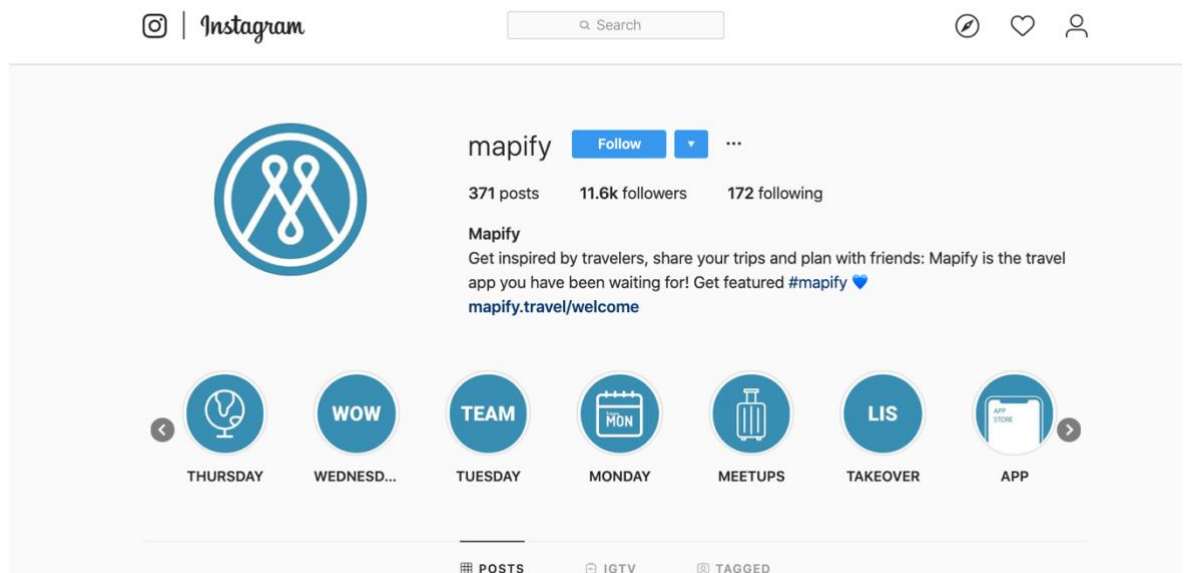 Instagram
Search
mapify Follow
371 posts 11.6k followers 172 following
Mapify
Get inspired by travelers, share your trips and plan with friends: Mapify is the travel
app you have been waiting for! Get featured #mapify 💙
mapify.travel/welcome
WOW TEAM MON LIS APP
STORE
THURSDAY WEDNESD... TUESDAY MONDAY MEETUPS TAKEOVER APP
POSTS IGTV TAGGED